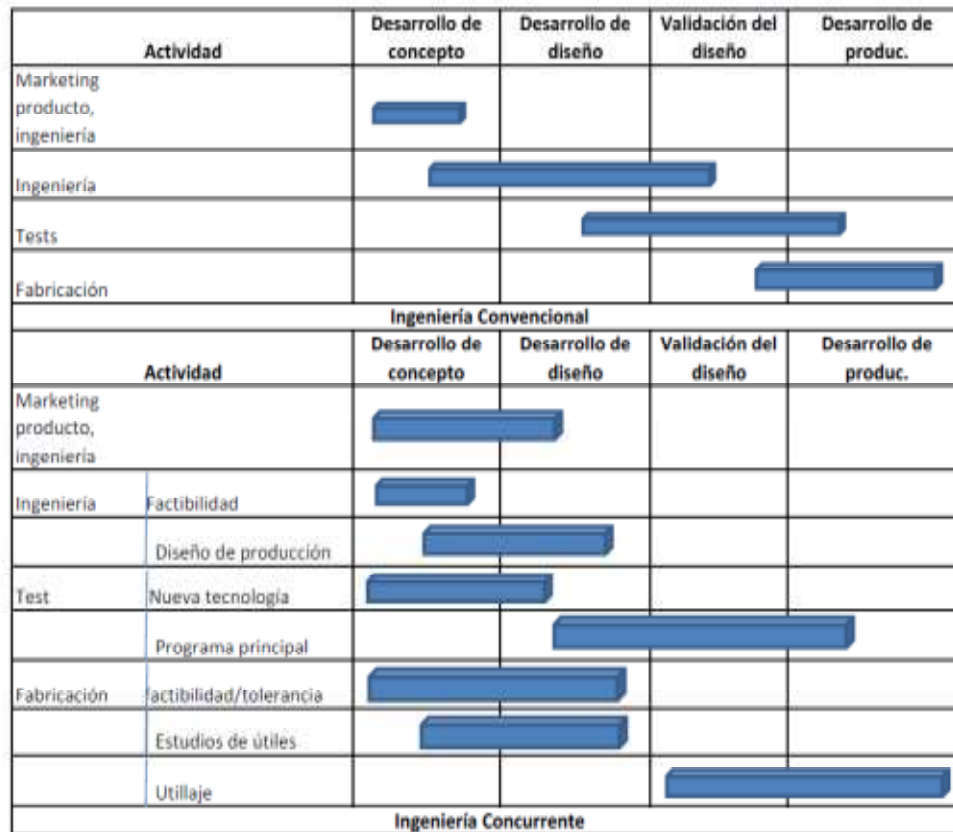 Actividad
Desarrollo de
concepto
Desarrollo de
diseño
Validación del
diseño
Desarrollo de
produc.
Marketing
producto,
ingeniería
Ingeniería
Tests
Fabricación
Ingeniería Convencional
Actividad
Desarrollo de
concepto
Desarrollo de
diseño
Validación del
diseño
Desarrollo de
produc.
Marketing
producto,
ingeniería
Ingeniería Factibilidad
Diseño de producción
Test Nueva tecnología
Programa principal
Fabricación factibilidad/tolerancia
Estudios de útiles
Utillaje
Ingeniería Concurrente